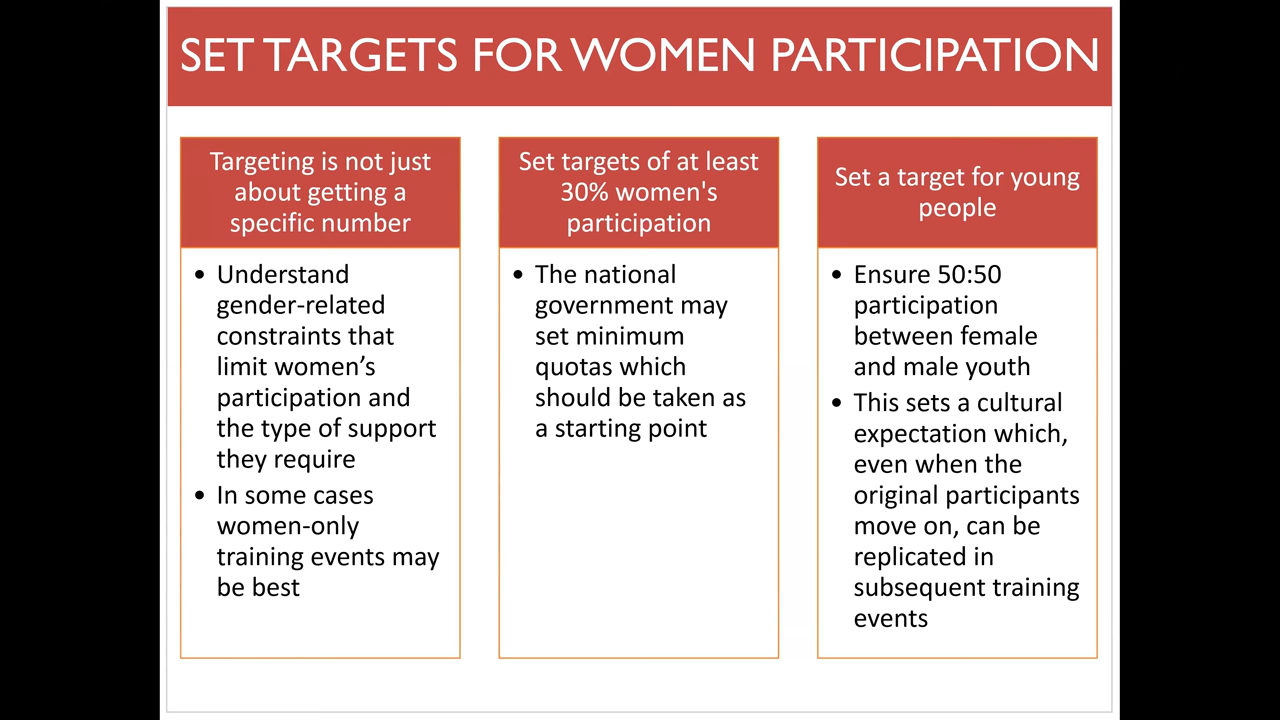 SET TARGETS FOR WOMEN PARTICIPATION
Targeting is not just
about getting a
specific number
• Understand
gender-related
constraints that
limit women’s
participation and
the type of support
they require
• In some cases
women-only
training events may
be best
Set targets of at least
30% women's
participation
• The national
government may
set minimum
quotas which
should be taken as
a starting point
Set a target for young
people
• Ensure 50:50
participation
between female
and male youth
• This sets a cultural
expectation which,
even when the
original participants
move on, can be
replicated in
subsequent training
events